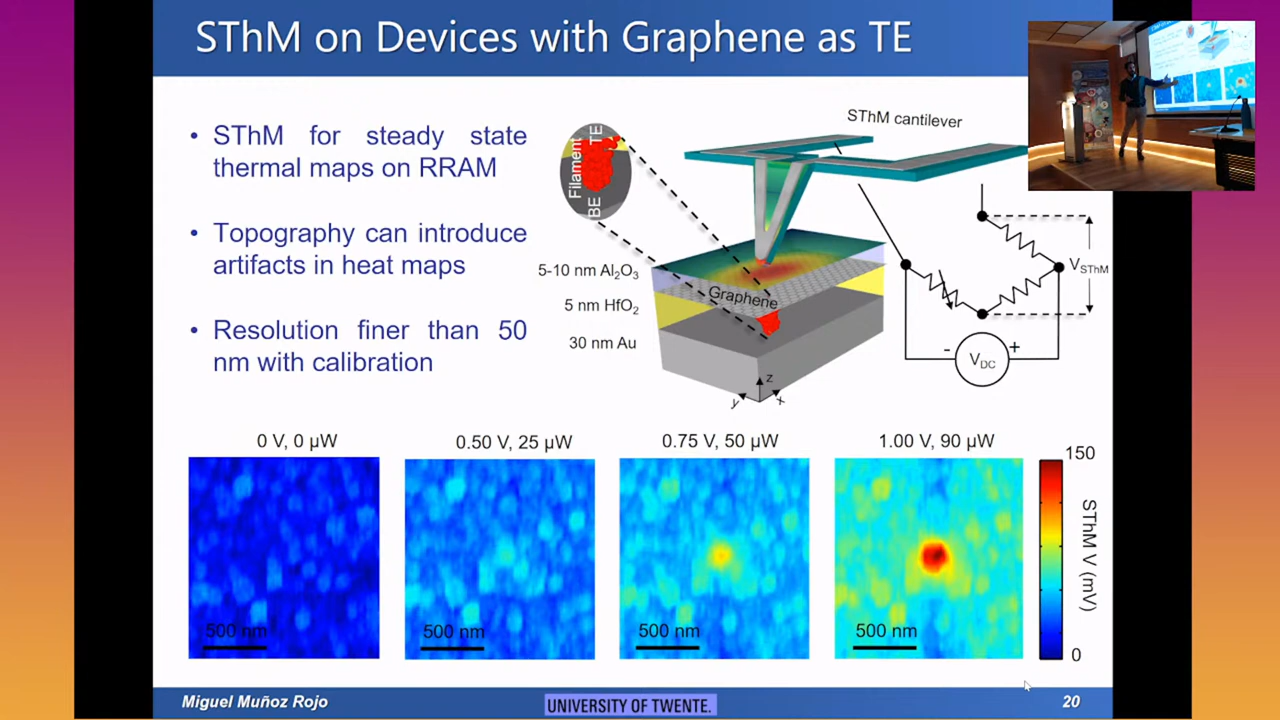 SThM on Devices with Graphene as TE
• SThM for steady state
thermal maps on RRAM
• Topography can introduce
artifacts in heat maps
• Resolution finer than 50
nm with calibration
SThM cantilever
TE
Filament
BE
5-10 nm Al₂O₃
Graphene
5 nm HfO₂
30 nm Au
z
y
x
V_SThM
- +
V_DC
0 V, 0 µW
0.50 V, 25 µW
0.75 V, 50 µW
1.00 V, 90 µW
150
SThM V (mV)
0
500 nm
500 nm
500 nm
500 nm
Miguel Muñoz Rojo
UNIVERSITY OF TWENTE.
20